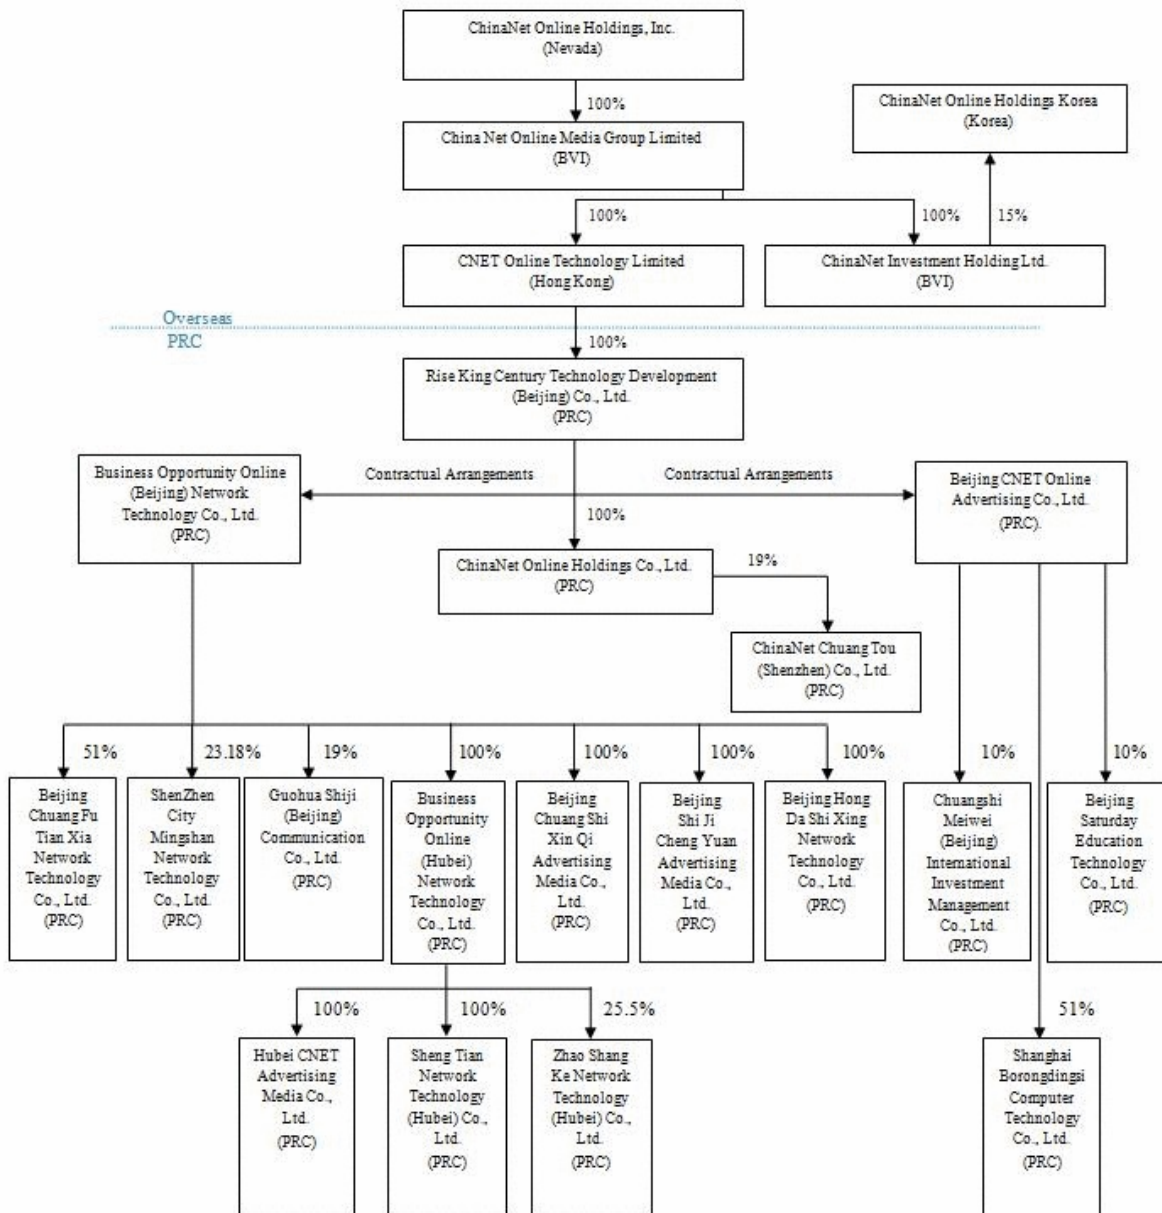 ChinaNet Online Holdings, Inc.
(Nevada)
100%
ChinaNet Online Holdings Korea
(Korea)
China Net Online Media Group Limited
(BVI)
100%
100%
15%
CNET Online Technology Limited
(Hong Kong)
ChinaNet Investment Holding Ltd.
(BVI)
Overseas
PRC
100%
Rise King Century Technology Development
(Beijing) Co., Ltd.
(PRC)
Business Opportunity Online
(Beijing) Network
Technology Co., Ltd.
(PRC)
Contractual Arrangements
Contractual Arrangements
Beijing CNET Online
Advertising Co., Ltd.
(PRC).
100%
ChinaNet Online Holdings Co., Ltd.
(PRC)
19%
ChinaNet Chuang Tou
(Shenzhen) Co., Ltd.
(PRC)
51%
23.18%
19%
100%
100%
100%
100%
10%
10%
Beijing
Chuang Fu
Tian Xia
Network
Technology
Co., Ltd.
(PRC)
ShenZhen
City
Mingshan
Network
Technology
Co., Ltd.
(PRC)
Guohua Shiji
(Beijing)
Communication
Co., Ltd.
(PRC)
Business
Opportunity
Online
(Hubei)
Network
Technology
Co., Ltd.
(PRC)
Beijing
Chuang Shi
Xin Qi
Advertising
Media Co.,
Ltd.
(PRC)
Beijing
Shi Ji
Cheng Yuan
Advertising
Media Co.,
Ltd.
(PRC)
Beijing Hong
Da Shi Xing
Network
Technology
Co., Ltd.
(PRC)
Chuangshi
Meiwei
(Beijing)
International
Investment
Management
Co., Ltd.
(PRC)
Beijing
Saturday
Education
Technology
Co., Ltd.
(PRC)
100%
100%
25.5%
51%
Hubei CNET
Advertising
Media Co.,
Ltd.
(PRC)
Sheng Tian
Network
Technology
(Hubei) Co.,
Ltd.
(PRC)
Zhao Shang
Ke Network
Technology
(Hubei) Co.,
Ltd.
(PRC)
Shanghai
Borongdingsi
Computer
Technology
Co., Ltd.
(PRC)